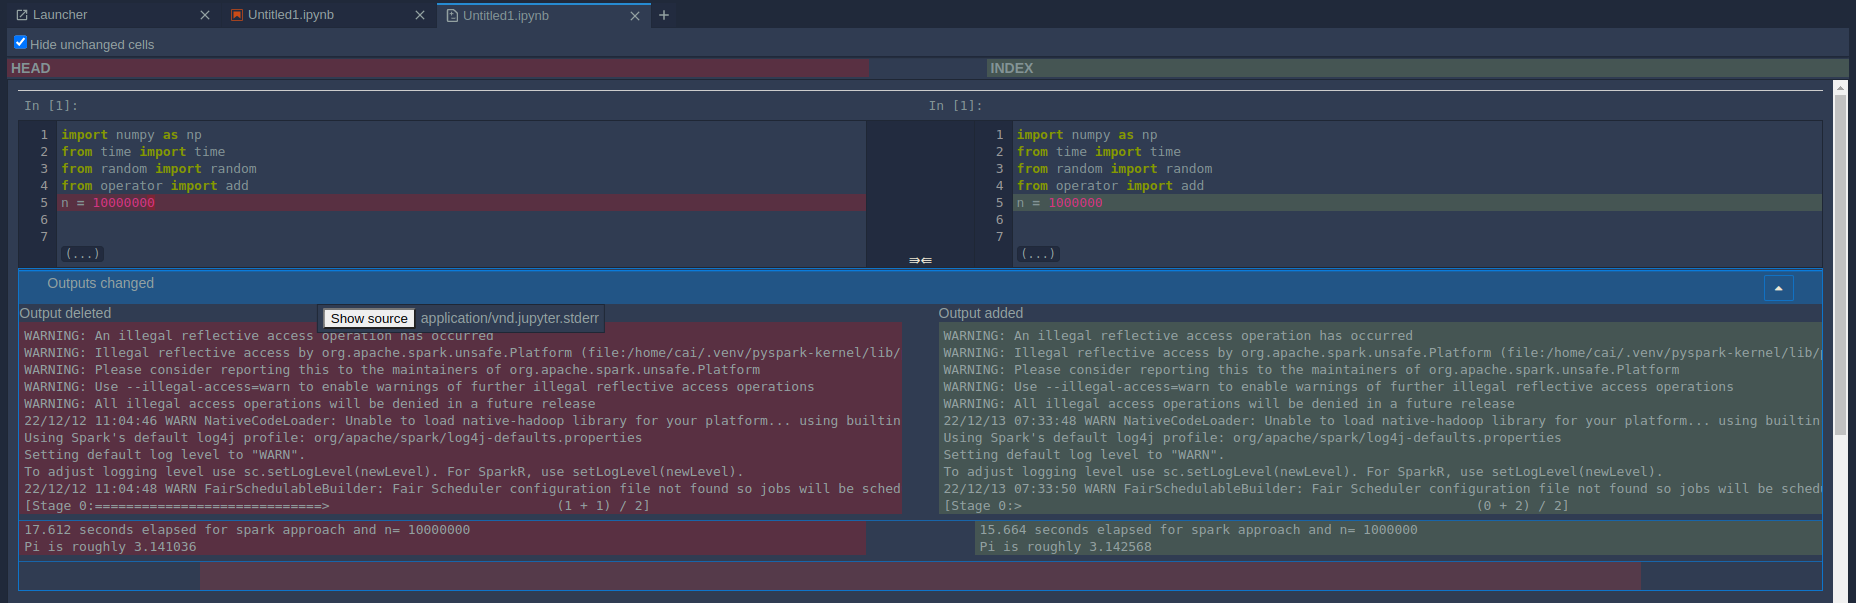 Launcher
Untitled1.ipynb
Untitled1.ipynb
Hide unchanged cells
HEAD
INDEX
In [1]:
1 import numpy as np
2 from time import time
3 from random import random
4 from operator import add
5 n = 10000000
6
7
(...)
In [1]:
1 import numpy as np
2 from time import time
3 from random import random
4 from operator import add
5 n = 1000000
6
7
(...)
Outputs changed
Output deleted
Show source application/vnd.jupyter.stderr
WARNING: An illegal reflective access operation has occurred
WARNING: Illegal reflective access by org.apache.spark.unsafe.Platform (file:/home/cai/.venv/pyspark-kernel/lib/
WARNING: Please consider reporting this to the maintainers of org.apache.spark.unsafe.Platform
WARNING: Use --illegal-access=warn to enable warnings of further illegal reflective access operations
WARNING: All illegal access operations will be denied in a future release
22/12/12 11:04:46 WARN NativeCodeLoader: Unable to load native-hadoop library for your platform... using builtin
Using Spark's default log4j profile: org/apache/spark/log4j-defaults.properties
Setting default log level to "WARN".
To adjust logging level use sc.setLogLevel(newLevel). For SparkR, use setLogLevel(newLevel).
22/12/12 11:04:48 WARN FairSchedulableBuilder: Fair Scheduler configuration file not found so jobs will be sched
[Stage 0:=============================> (1 + 1) / 2]
17.612 seconds elapsed for spark approach and n= 10000000
Pi is roughly 3.141036
Output added
WARNING: An illegal reflective access operation has occurred
WARNING: Illegal reflective access by org.apache.spark.unsafe.Platform (file:/home/cai/.venv/pyspark-kernel/lib/
WARNING: Please consider reporting this to the maintainers of org.apache.spark.unsafe.Platform
WARNING: Use --illegal-access=warn to enable warnings of further illegal reflective access operations
WARNING: All illegal access operations will be denied in a future release
22/12/13 07:33:48 WARN NativeCodeLoader: Unable to load native-hadoop library for your platform... using builtin
Using Spark's default log4j profile: org/apache/spark/log4j-defaults.properties
Setting default log level to "WARN".
To adjust logging level use sc.setLogLevel(newLevel). For SparkR, use setLogLevel(newLevel).
22/12/13 07:33:50 WARN FairSchedulableBuilder: Fair Scheduler configuration file not found so jobs will be sched
[Stage 0:> (0 + 2) / 2]
15.664 seconds elapsed for spark approach and n= 1000000
Pi is roughly 3.142568